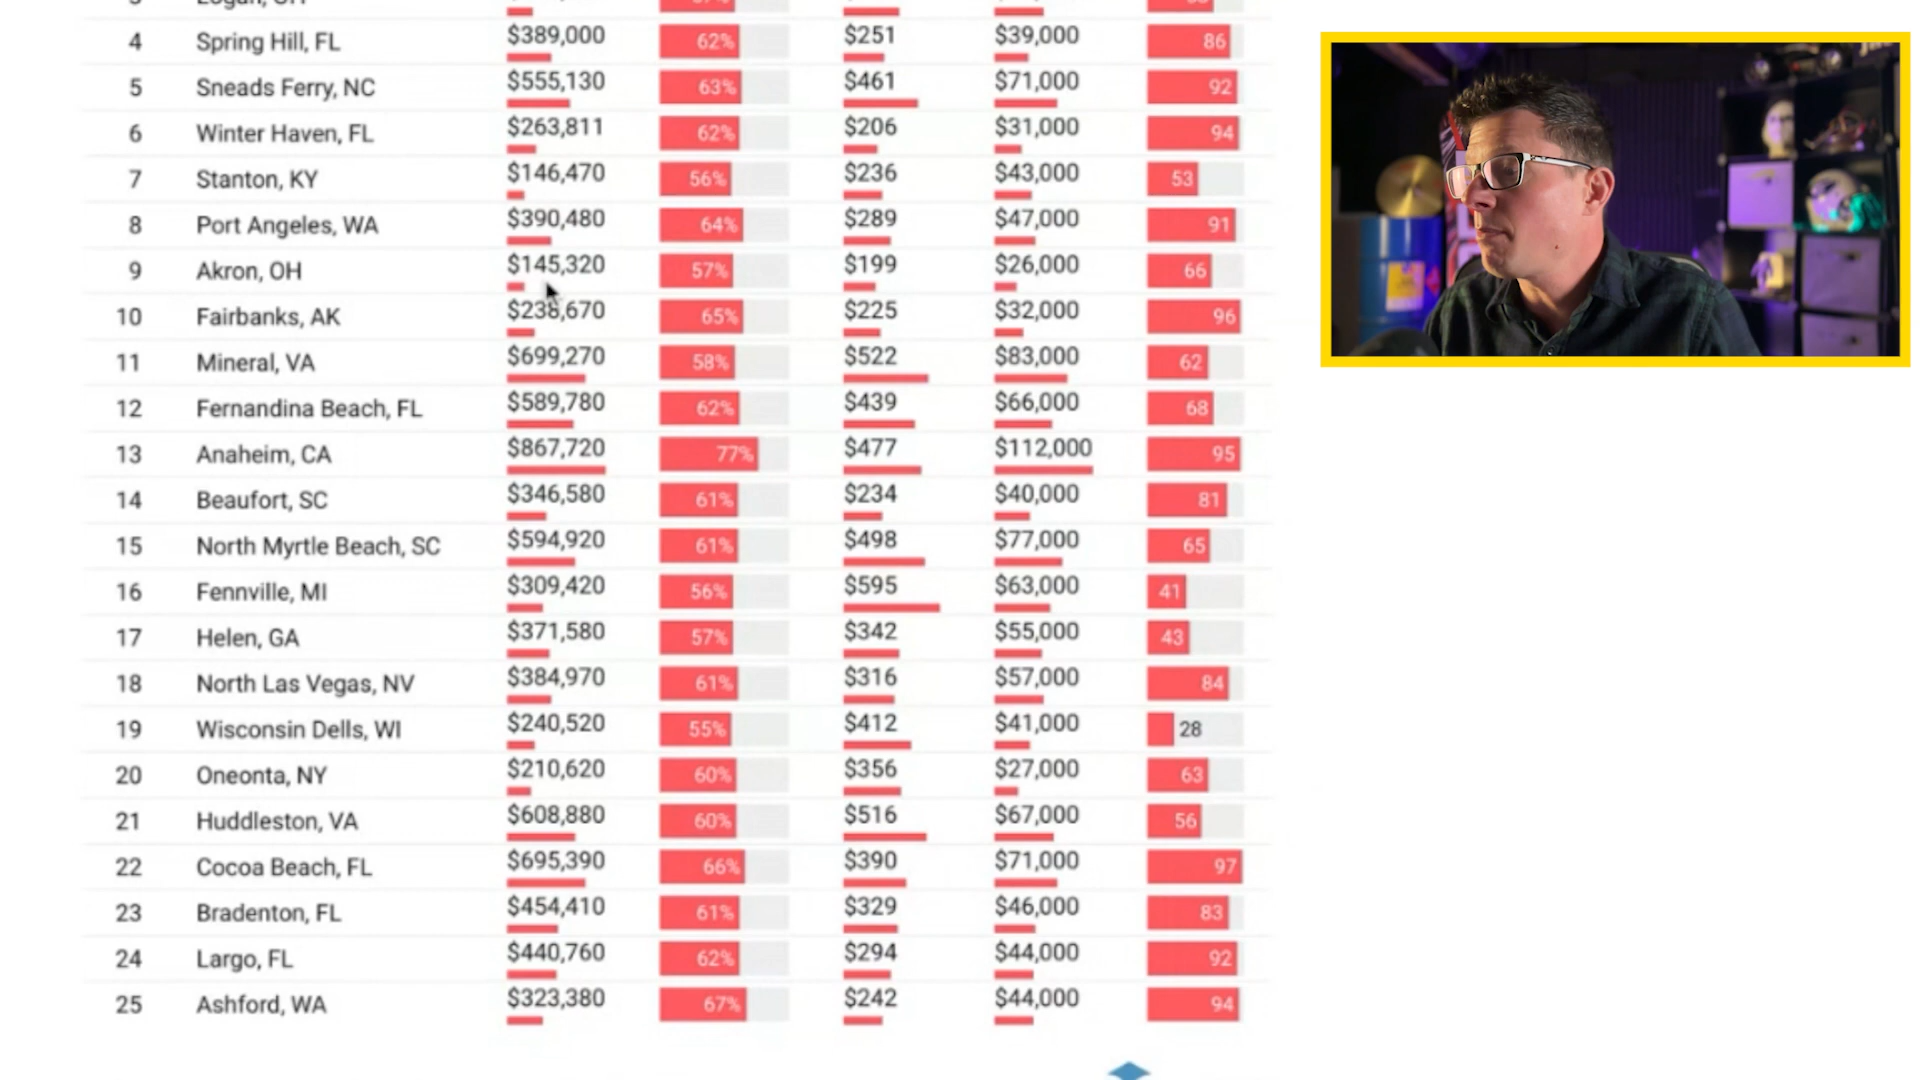 4 Spring Hill, FL $389,000 62% $251 $39,000 86
5 Sneads Ferry, NC $555,130 63% $461 $71,000 92
6 Winter Haven, FL $263,811 62% $206 $31,000 94
7 Stanton, KY $146,470 56% $236 $43,000 53
8 Port Angeles, WA $390,480 64% $289 $47,000 91
9 Akron, OH $145,320 57% $199 $26,000 66
10 Fairbanks, AK $238,670 65% $225 $32,000 96
11 Mineral, VA $699,270 58% $522 $83,000 62
12 Fernandina Beach, FL $589,780 62% $439 $66,000 68
13 Anaheim, CA $867,720 77% $477 $112,000 95
14 Beaufort, SC $346,580 61% $234 $40,000 81
15 North Myrtle Beach, SC $594,920 61% $498 $77,000 65
16 Fennville, MI $309,420 56% $595 $63,000 41
17 Helen, GA $371,580 57% $342 $55,000 43
18 North Las Vegas, NV $384,970 61% $316 $57,000 84
19 Wisconsin Dells, WI $240,520 55% $412 $41,000 28
20 Oneonta, NY $210,620 60% $356 $27,000 63
21 Huddleston, VA $608,880 60% $516 $67,000 56
22 Cocoa Beach, FL $695,390 66% $390 $71,000 97
23 Bradenton, FL $454,410 61% $329 $46,000 83
24 Largo, FL $440,760 62% $294 $44,000 92
25 Ashford, WA $323,380 67% $242 $44,000 94